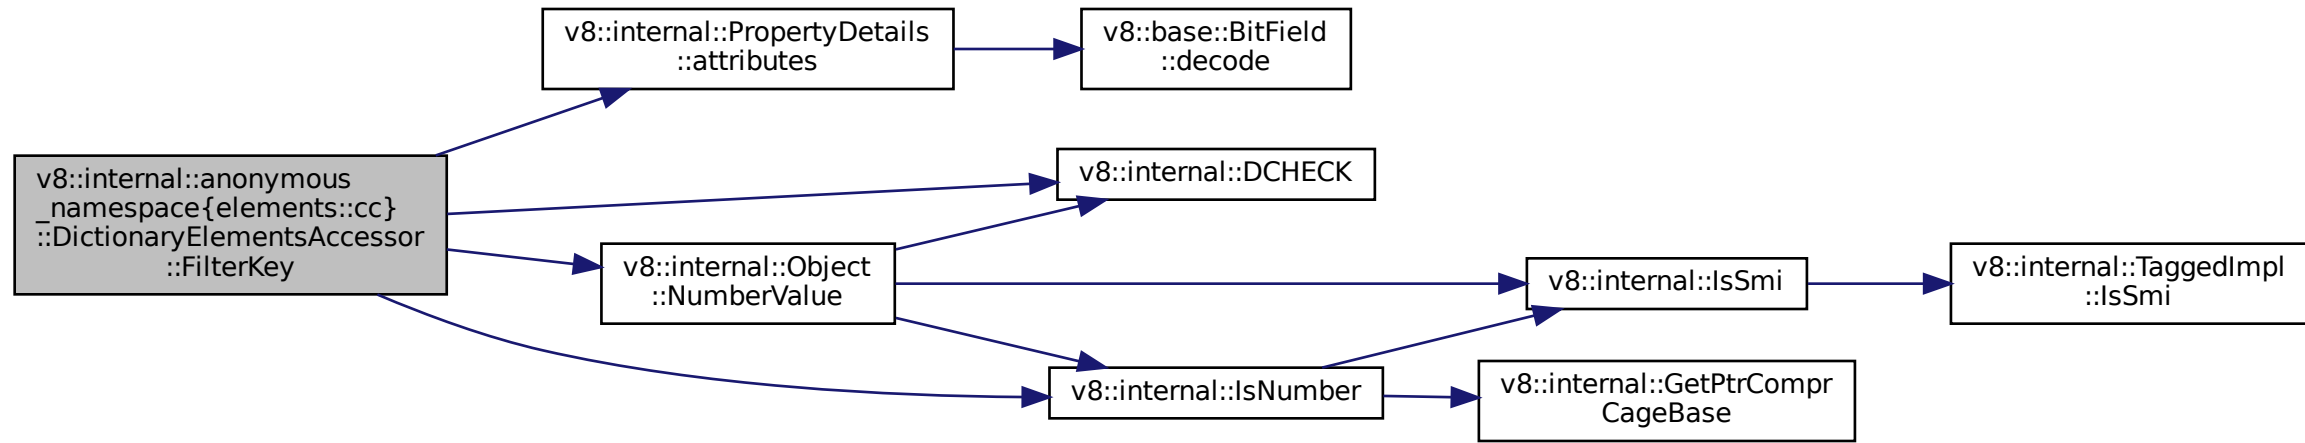 v8::internal::PropertyDetails
::attributes
v8::base::BitField
::decode
v8::internal::anonymous
_namespace{elements::cc}
::DictionaryElementsAccessor
::FilterKey
v8::internal::DCHECK
v8::internal::Object
::NumberValue
v8::internal::IsSmi
v8::internal::TaggedImpl
::IsSmi
v8::internal::IsNumber
v8::internal::GetPtrCompr
CageBase